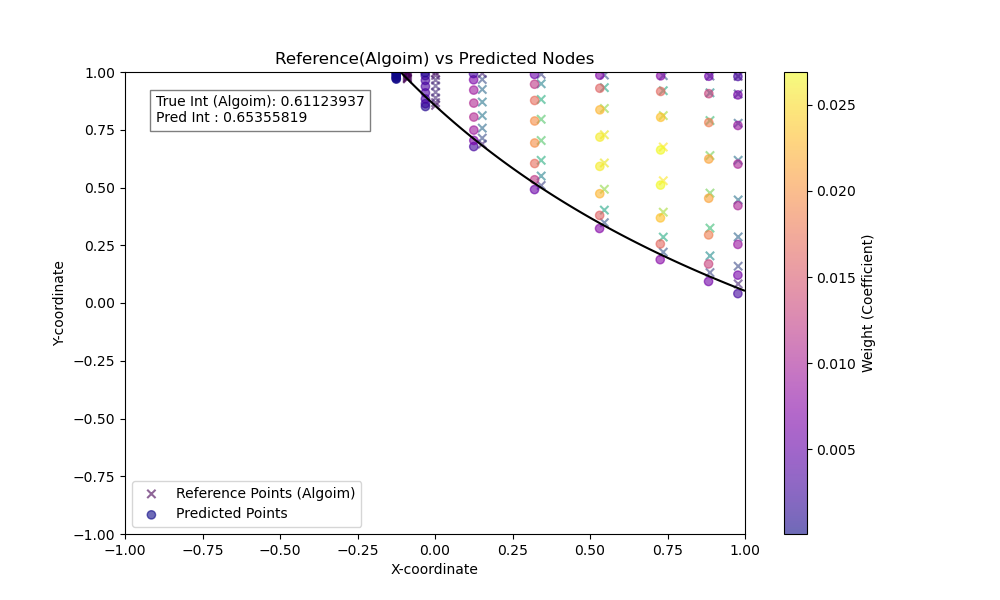 Reference(Algoim) vs Predicted Nodes
True Int (Algoim): 0.61123937
Pred Int : 0.65355819
1.00
0.75
0.50
0.25
0.00
−0.25
−0.50
−0.75
−1.00
Y-coordinate
Reference Points (Algoim)
Predicted Points
−1.00 −0.75 −0.50 −0.25 0.00 0.25 0.50 0.75 1.00
X-coordinate
0.025
0.020
0.015
0.010
0.005
Weight (Coefficient)